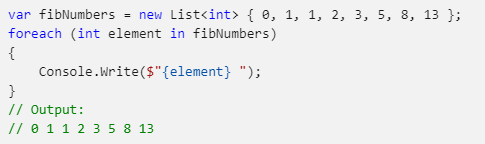 var fibNumbers = new List<int> { 0, 1, 1, 2, 3, 5, 8, 13 };
foreach (int element in fibNumbers)
{
    Console.Write($"{element} ");
}
// Output:
// 0 1 1 2 3 5 8 13